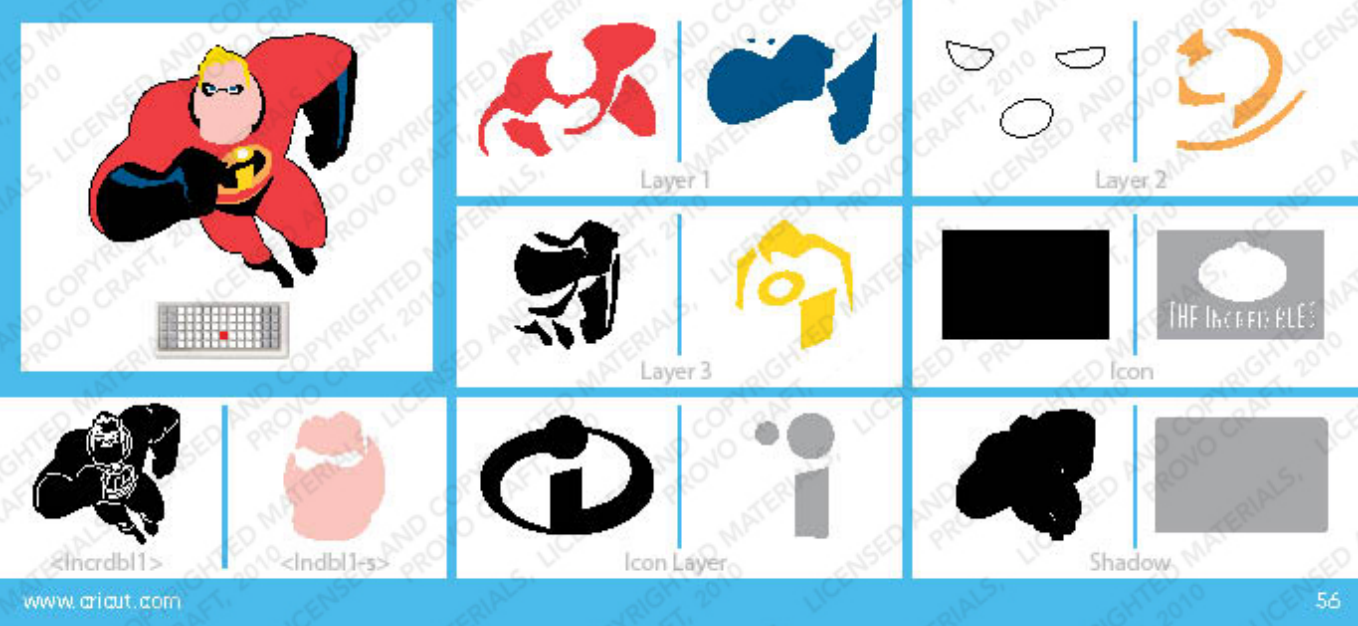 Layer 1
Layer 2
Layer 3
THE INCREDIBLES
Icon
<Incrdbl1>
<Indbl1-s>
Icon Layer
Shadow
www.cricut.com
56
LICENSED AND COPYRIGHTED MATERIALS,
PROVO CRAFT, 2010